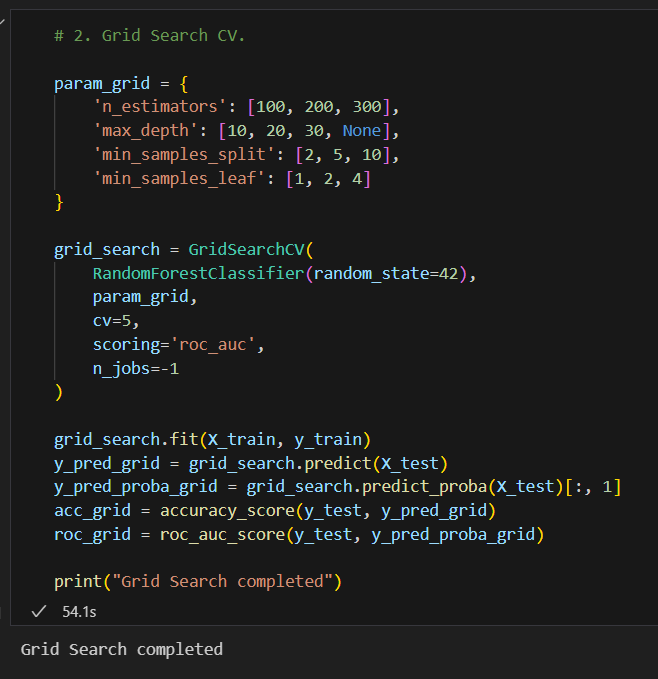 # 2. Grid Search CV.
param_grid = {
    'n_estimators': [100, 200, 300],
    'max_depth': [10, 20, 30, None],
    'min_samples_split': [2, 5, 10],
    'min_samples_leaf': [1, 2, 4]
}
grid_search = GridSearchCV(
    RandomForestClassifier(random_state=42),
    param_grid,
    cv=5,
    scoring='roc_auc',
    n_jobs=-1
)
grid_search.fit(X_train, y_train)
y_pred_grid = grid_search.predict(X_test)
y_pred_proba_grid = grid_search.predict_proba(X_test)[:, 1]
acc_grid = accuracy_score(y_test, y_pred_grid)
roc_grid = roc_auc_score(y_test, y_pred_proba_grid)
print("Grid Search completed")
54.1s
Grid Search completed